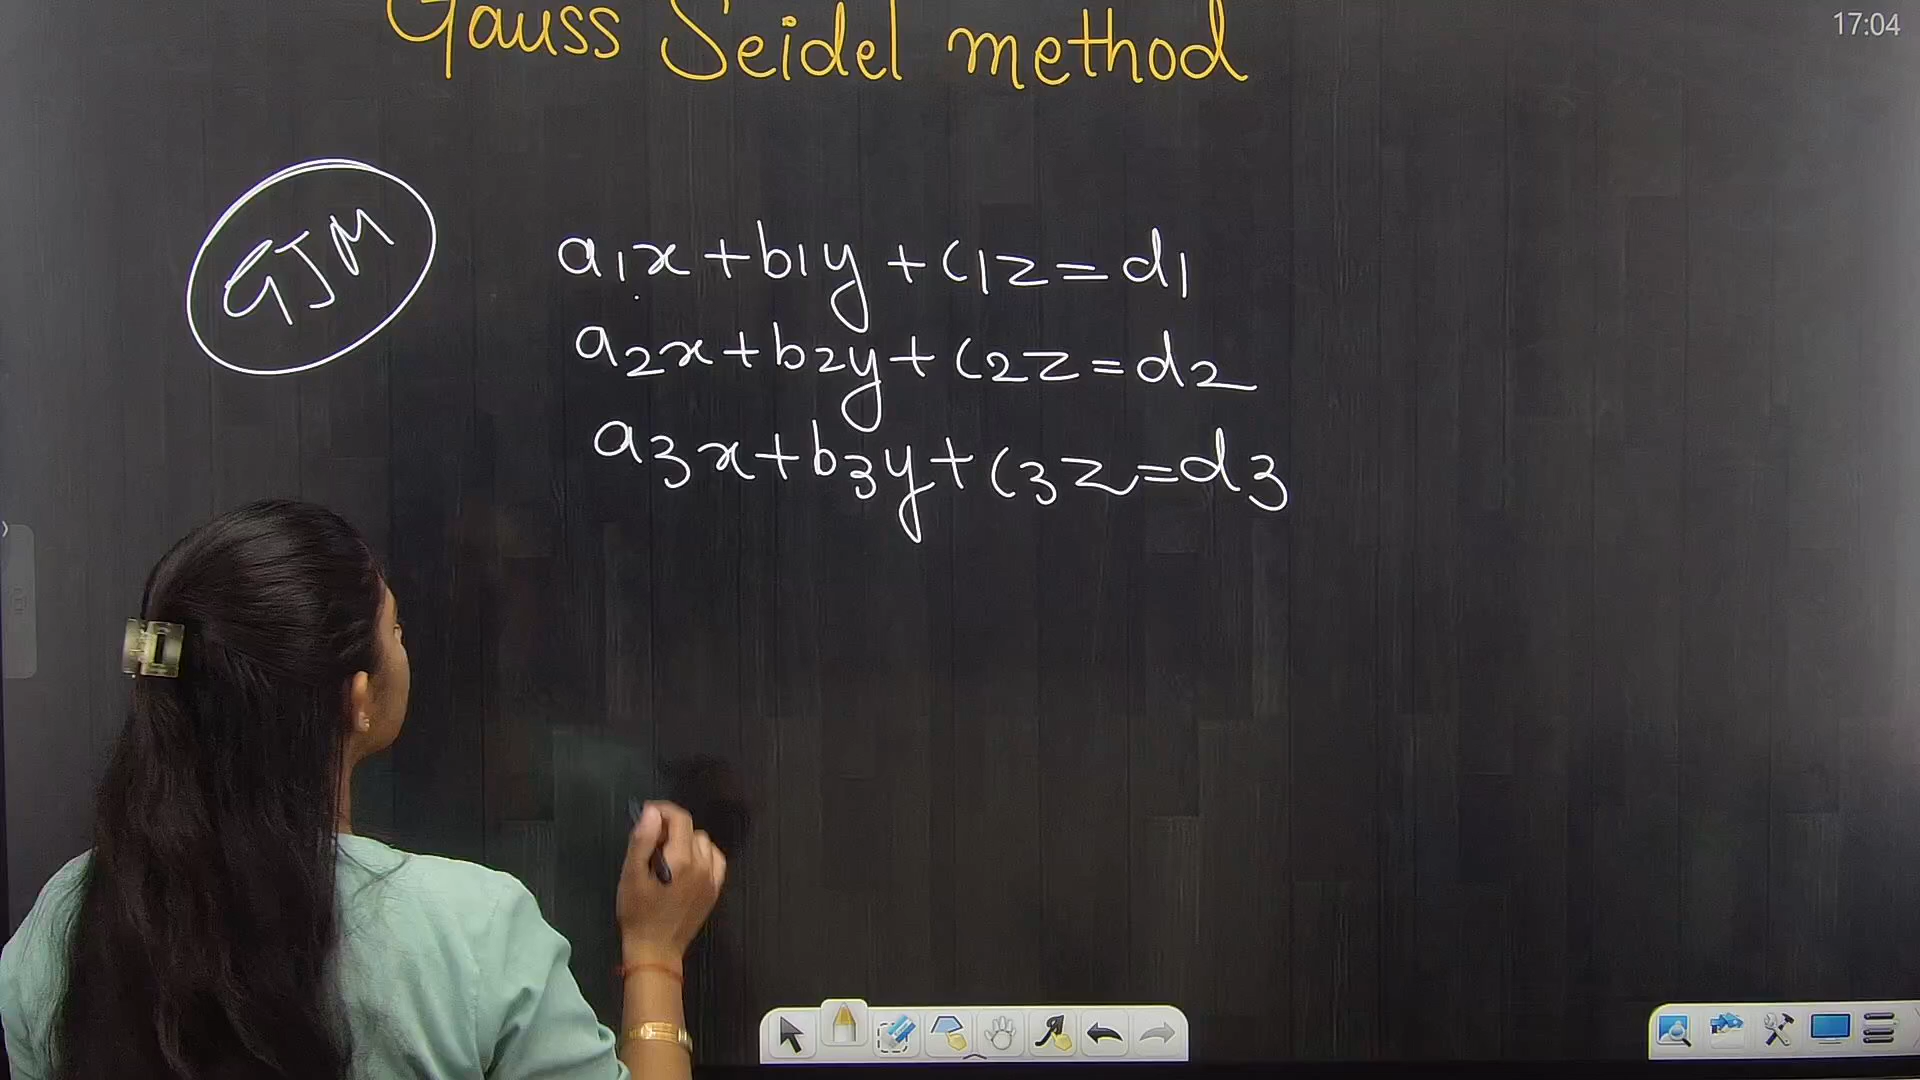 17:04
Gauss Seidel method
GJM
a1x + b1y + c1z = d1
a2x + b2y + c2z = d2
a3x + b3y + c3z = d3